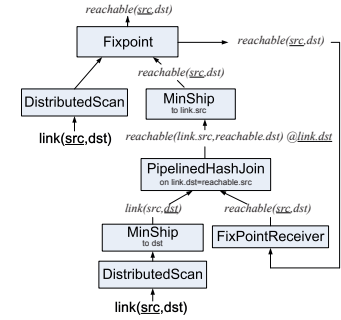 reachable(src,dst)
Fixpoint
reachable(src,dst)
reachable(src,dst)
DistributedScan
MinShip
to link.src
link(src,dst)
reachable(link.src,reachable.dst) @link.dst
PipelinedHashJoin
on link.dst=reachable.src
link(src,dst)
reachable(src,dst)
MinShip
to dst
FixPointReceiver
DistributedScan
link(src,dst)